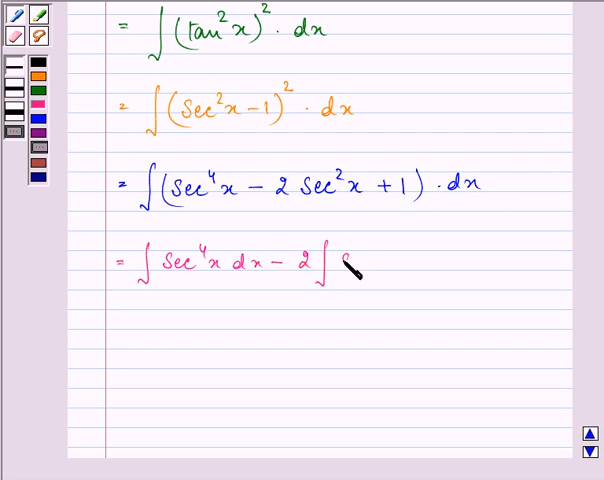 = ∫ (tan²x)² · dx
= ∫ (sec²x − 1)² · dx
= ∫ (sec⁴x − 2 sec²x + 1) · dx
= ∫ sec⁴x dx − 2 ∫ s